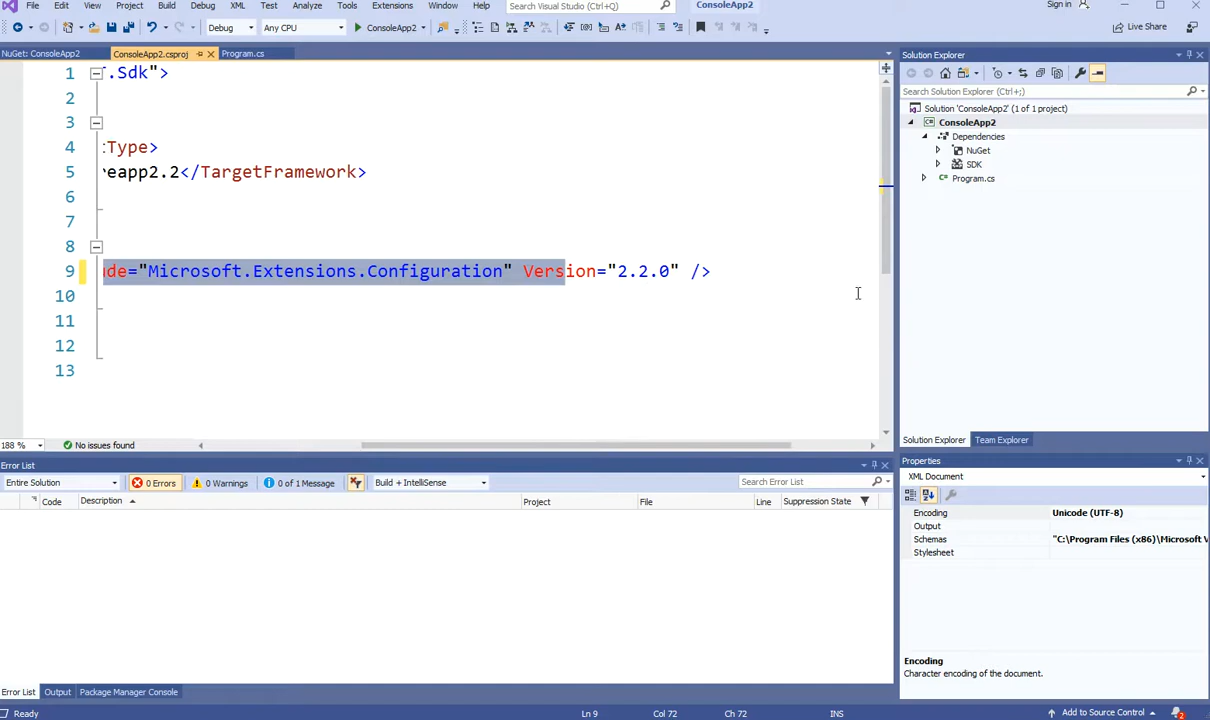 File Edit View Project Build Debug XML Test Analyze Tools Extensions Window Help Search Visual Studio (Ctrl+Q) ConsoleApp2 Sign in
Debug Any CPU ConsoleApp2 Live Share
NuGet: ConsoleApp2 ConsoleApp2.csproj Program.cs
1 :.Sdk">
2
3
4 :Type>
5 eapp2.2</TargetFramework>
6
7
8
9 de="Microsoft.Extensions.Configuration" Version="2.2.0" />
10
11
12
13
188 % No issues found
Solution Explorer
Search Solution Explorer (Ctrl+;)
Solution 'ConsoleApp2' (1 of 1 project)
ConsoleApp2
Dependencies
NuGet
SDK
Program.cs
Solution Explorer Team Explorer
Error List
Entire Solution 0 Errors 0 Warnings 0 of 1 Message Build + IntelliSense Search Error List
Code Description Project File Line Suppression State
Properties
XML Document
Encoding Unicode (UTF-8)
Output
Schemas "C:\Program Files (x86)\Microsoft V
Stylesheet
Encoding
Character encoding of the document.
Error List Output Package Manager Console
Ready Ln 9 Col 72 Ch 72 INS Add to Source Control 2